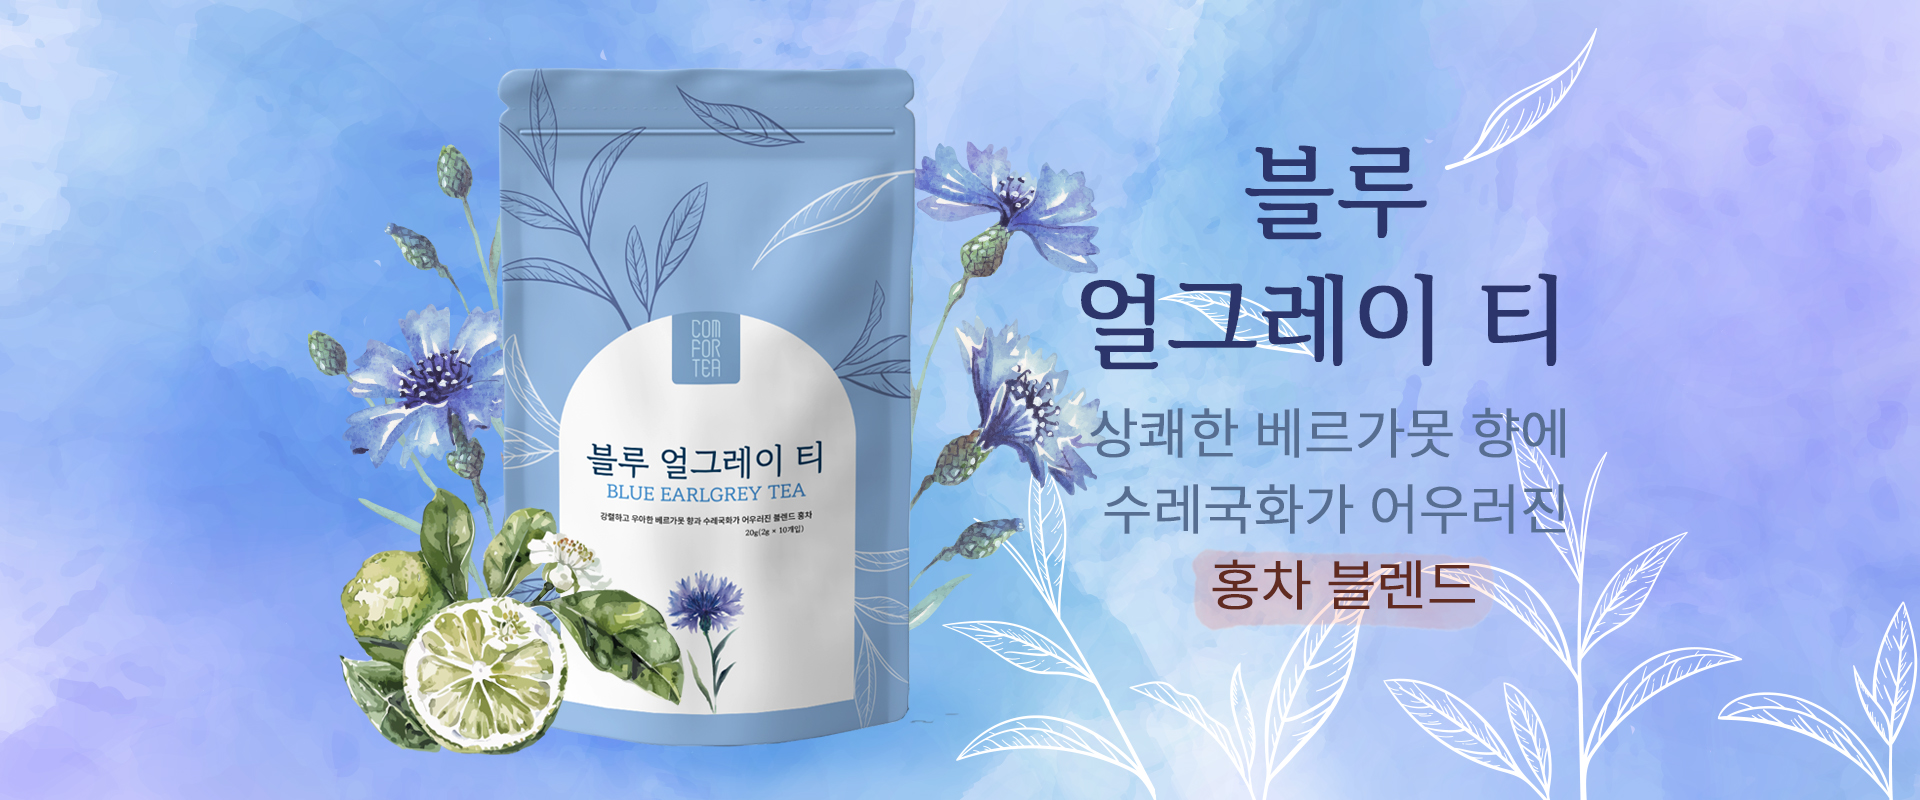 COM
FOR
TEA
블루 얼그레이 티
BLUE EARLGREY TEA
강렬하고 우아한 베르가못 향과 수레국화가 어우러진 블렌드 홍차
20g(2g × 10개입)
블루
얼그레이 티
상쾌한 베르가못 향에
수레국화가 어우러진
홍차 블렌드